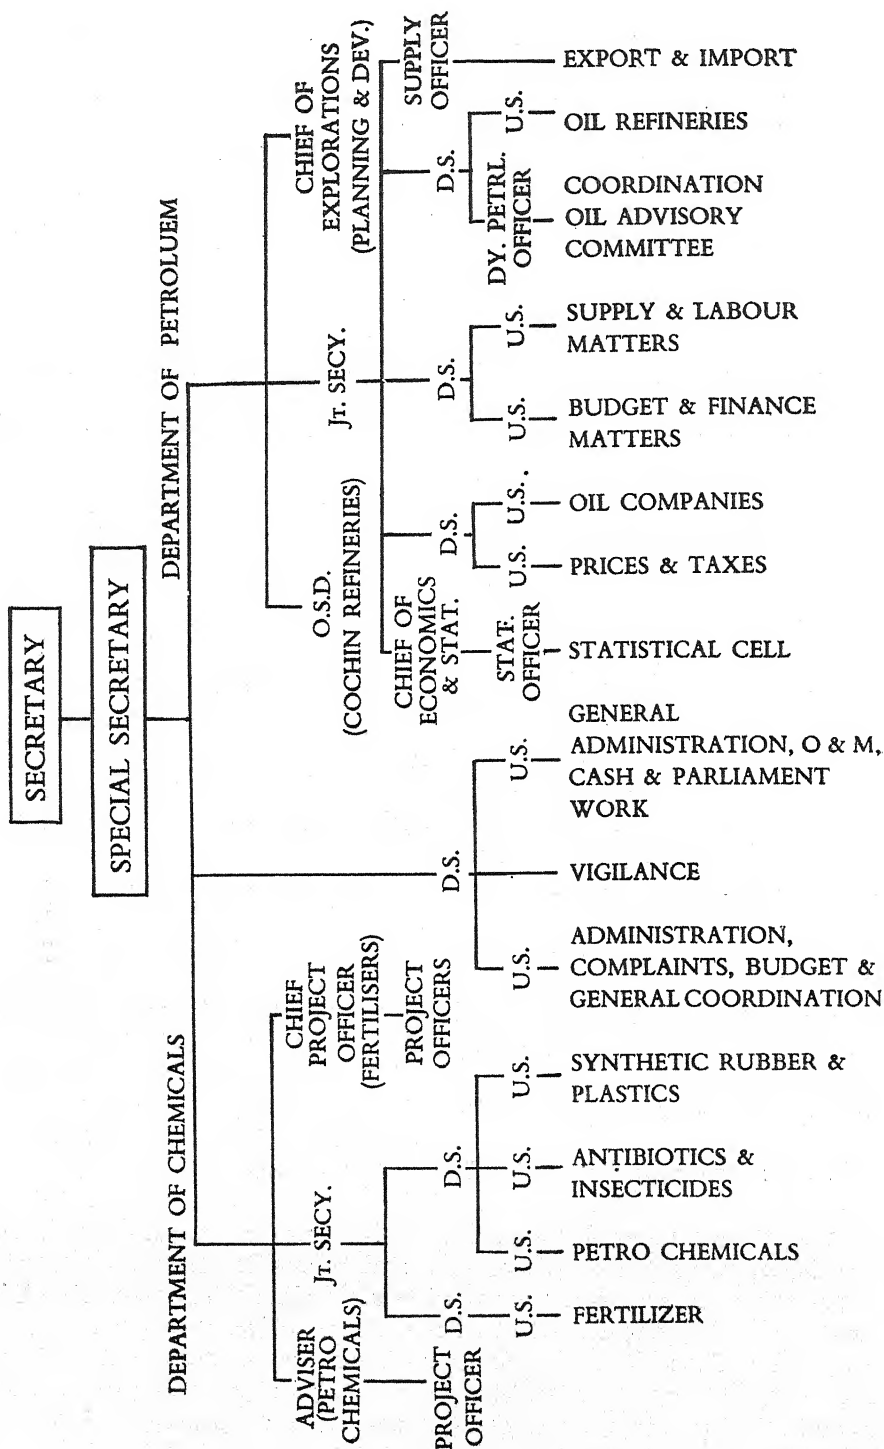 SECRETARY
SPECIAL SECRETARY
DEPARTMENT OF CHEMICALS
DEPARTMENT OF PETROLUEM
ADVISER
(PETRO
CHEMICALS)
JT. SECY.
CHIEF
PROJECT
OFFICER
(FERTILISERS)
O.S.D.
(COCHIN REFINERIES)
JT. SECY.
CHIEF OF
EXPLORATIONS
(PLANNING & DEV.)
PROJECT
OFFICER
D.S.
D.S.
PROJECT
OFFICERS
D.S.
CHIEF OF
ECONOMICS
& STAT.
D.S.
D.S.
D.S.
SUPPLY
OFFICER
U.S.
U.S.
U.S.
U.S.
U.S.
U.S.
STAT.
OFFICER
U.S.
U.S..
U.S.
U.S.
DY. PETRL.
OFFICER
U.S.
EXPORT & IMPORT
OIL REFINERIES
COORDINATION
OIL ADVISORY
COMMITTEE
SUPPLY & LABOUR
MATTERS
BUDGET & FINANCE
MATTERS
OIL COMPANIES
PRICES & TAXES
STATISTICAL CELL
GENERAL
ADMINISTRATION, O & M,
CASH & PARLIAMENT
WORK
VIGILANCE
ADMINISTRATION,
COMPLAINTS, BUDGET &
GENERAL COORDINATION
SYNTHETIC RUBBER &
PLASTICS
ANTIBIOTICS &
INSECTICIDES
PETRO CHEMICALS
FERTILIZER